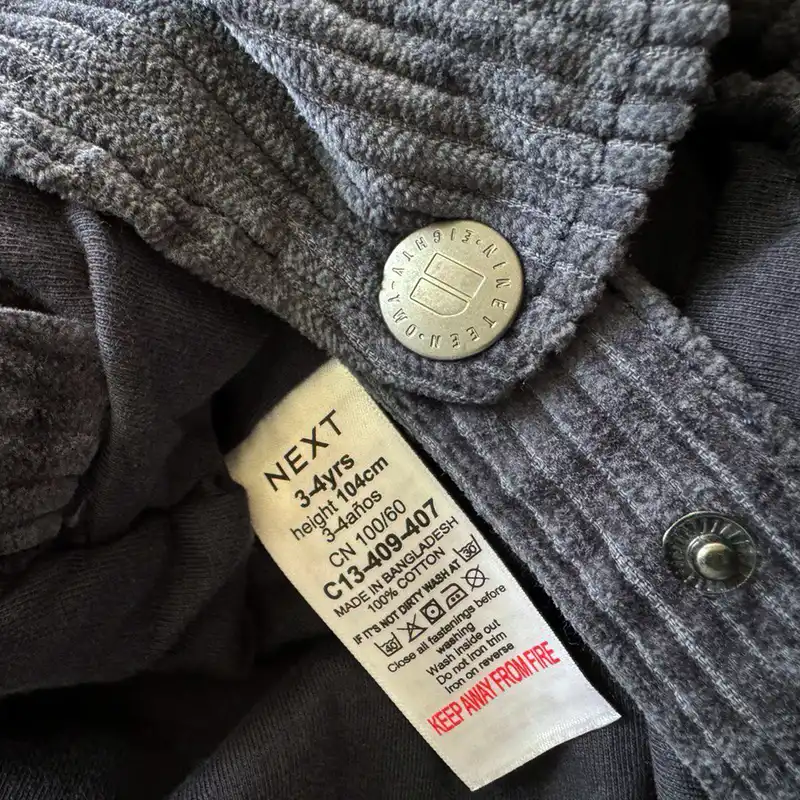 NINETEEN
NEXT
3-4yrs
height 104cm
3-4años
CN 100/60
C13-409-407
MADE IN BANGLADESH
100% COTTON
IF IT'S NOT DIRTY WASH AT 30
40
Close all fastenings before
washing
Wash inside out
Do not iron trim
Iron on reverse
KEEP AWAY FROM FIRE